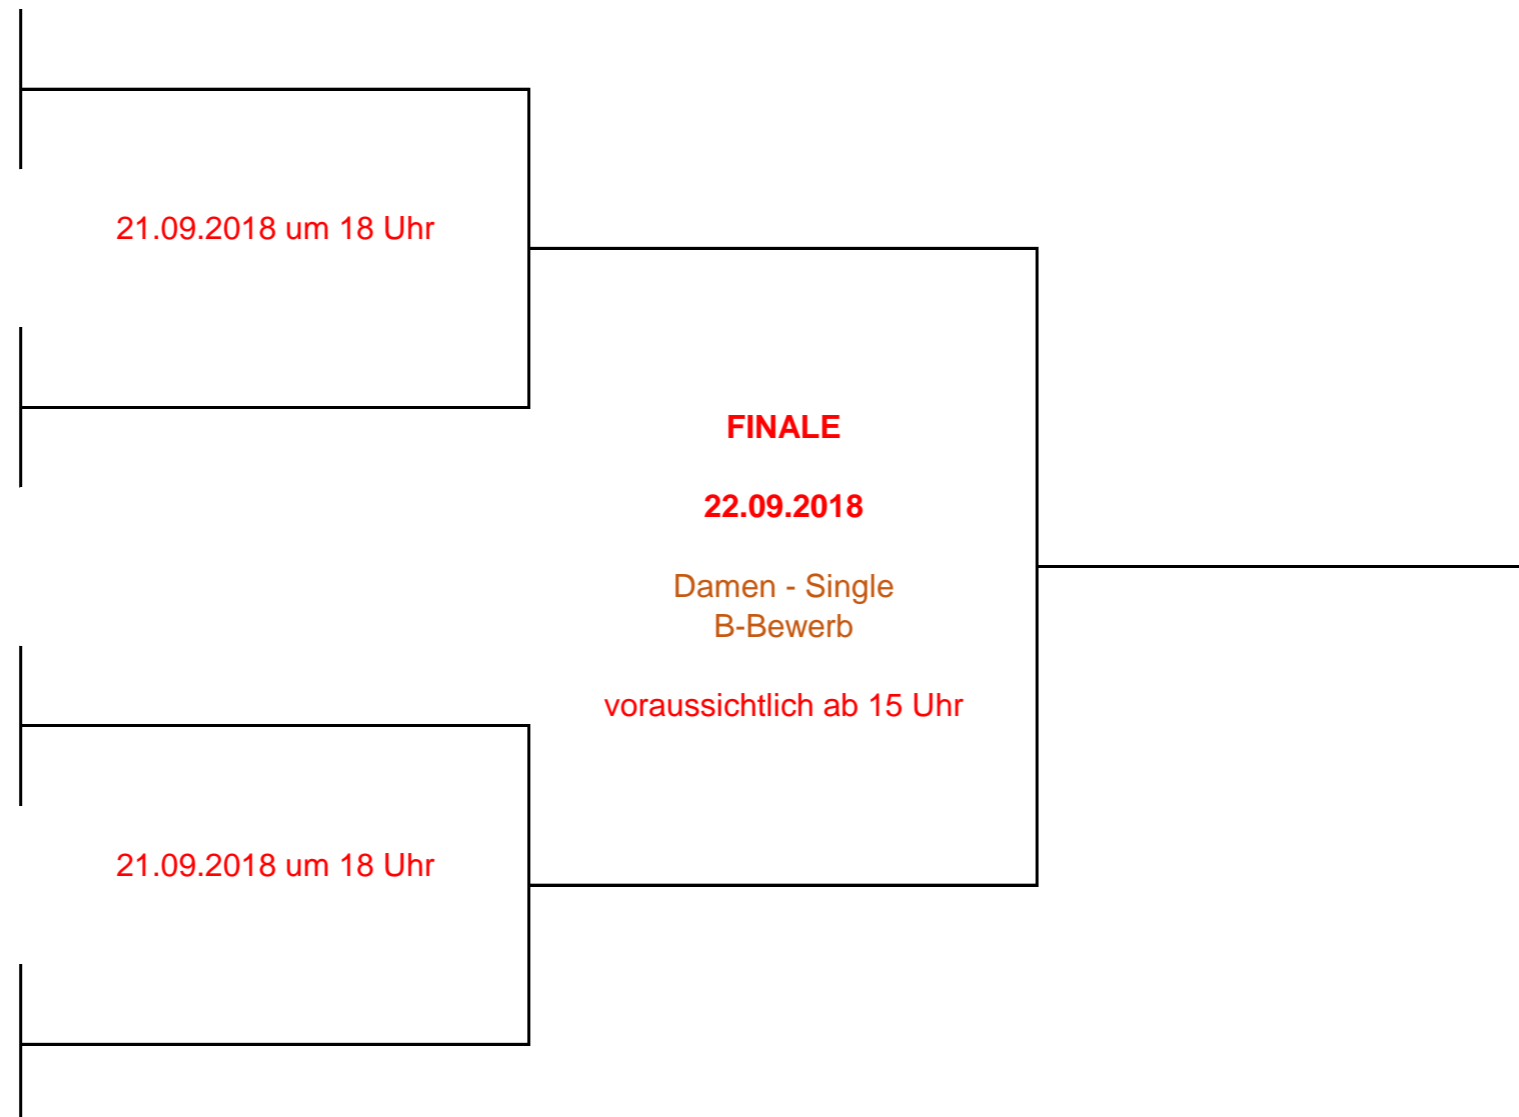 21.09.2018 um 18 Uhr
FINALE
22.09.2018
Damen - Single
B-Bewerb
voraussichtlich ab 15 Uhr
21.09.2018 um 18 Uhr